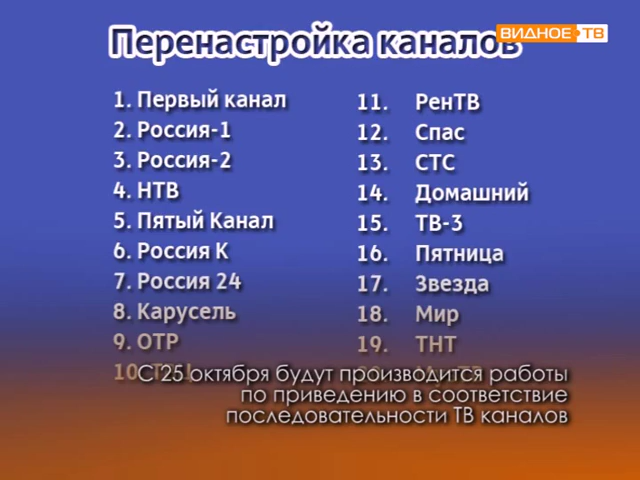 Перенастройка каналов
ВИДНОЕ ТВ
1. Первый канал
2. Россия-1
3. Россия-2
4. НТВ
5. Пятый Канал
6. Россия К
7. Россия 24
8. Карусель
9. ОТР
10.
11. РенТВ
12. Спас
13. СТС
14. Домашний
15. ТВ-3
16. Пятница
17. Звезда
18. Мир
19. ТНТ
С 25 октября будут производится работы
по приведению в соответствие
последовательности ТВ каналов